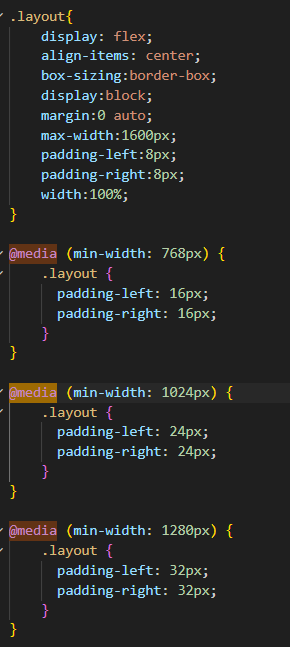 .layout{
display: flex;
align-items: center;
box-sizing:border-box;
display:block;
margin:0 auto;
max-width:1600px;
padding-left:8px;
padding-right:8px;
width:100%;
}
@media (min-width: 768px) {
.layout {
padding-left: 16px;
padding-right: 16px;
}
}
@media (min-width: 1024px) {
.layout {
padding-left: 24px;
padding-right: 24px;
}
}
@media (min-width: 1280px) {
.layout {
padding-left: 32px;
padding-right: 32px;
}
}